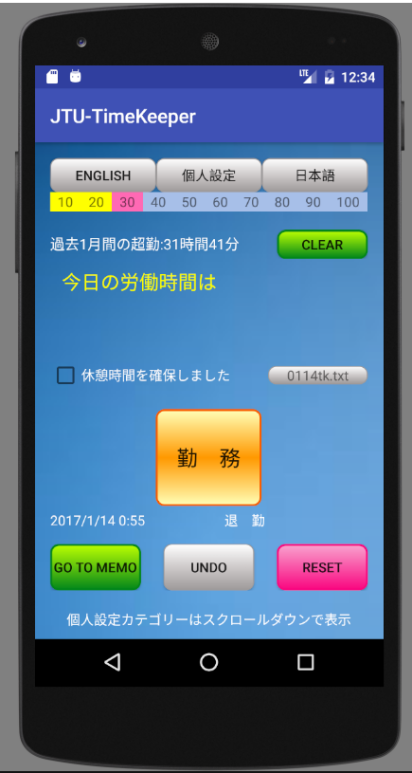 LTE 12:34
JTU-TimeKeeper
ENGLISH 個人設定 日本語
10 20 30 40 50 60 70 80 90 100
過去1月間の超勤:31時間41分 CLEAR
今日の労働時間は
休憩時間を確保しました 0114tk.txt
勤 務
2017/1/14 0:55 退 勤
GO TO MEMO UNDO RESET
個人設定カテゴリーはスクロールダウンで表示